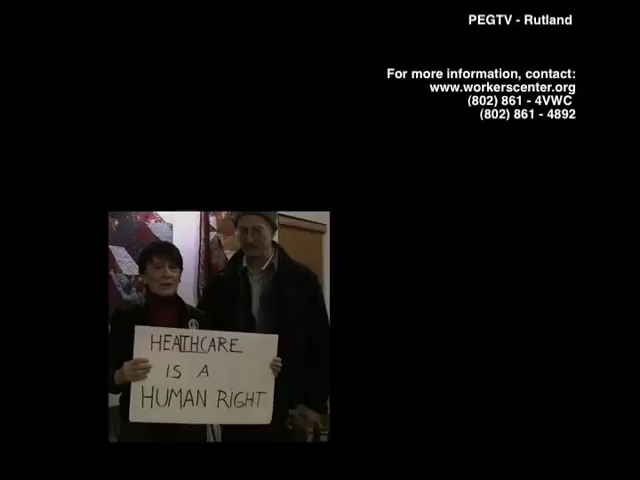 PEGTV - Rutland
For more information, contact:
www.workerscenter.org
(802) 861 - 4VWC
(802) 861 - 4892
HEALTHCARE
IS A
HUMAN RiGHT